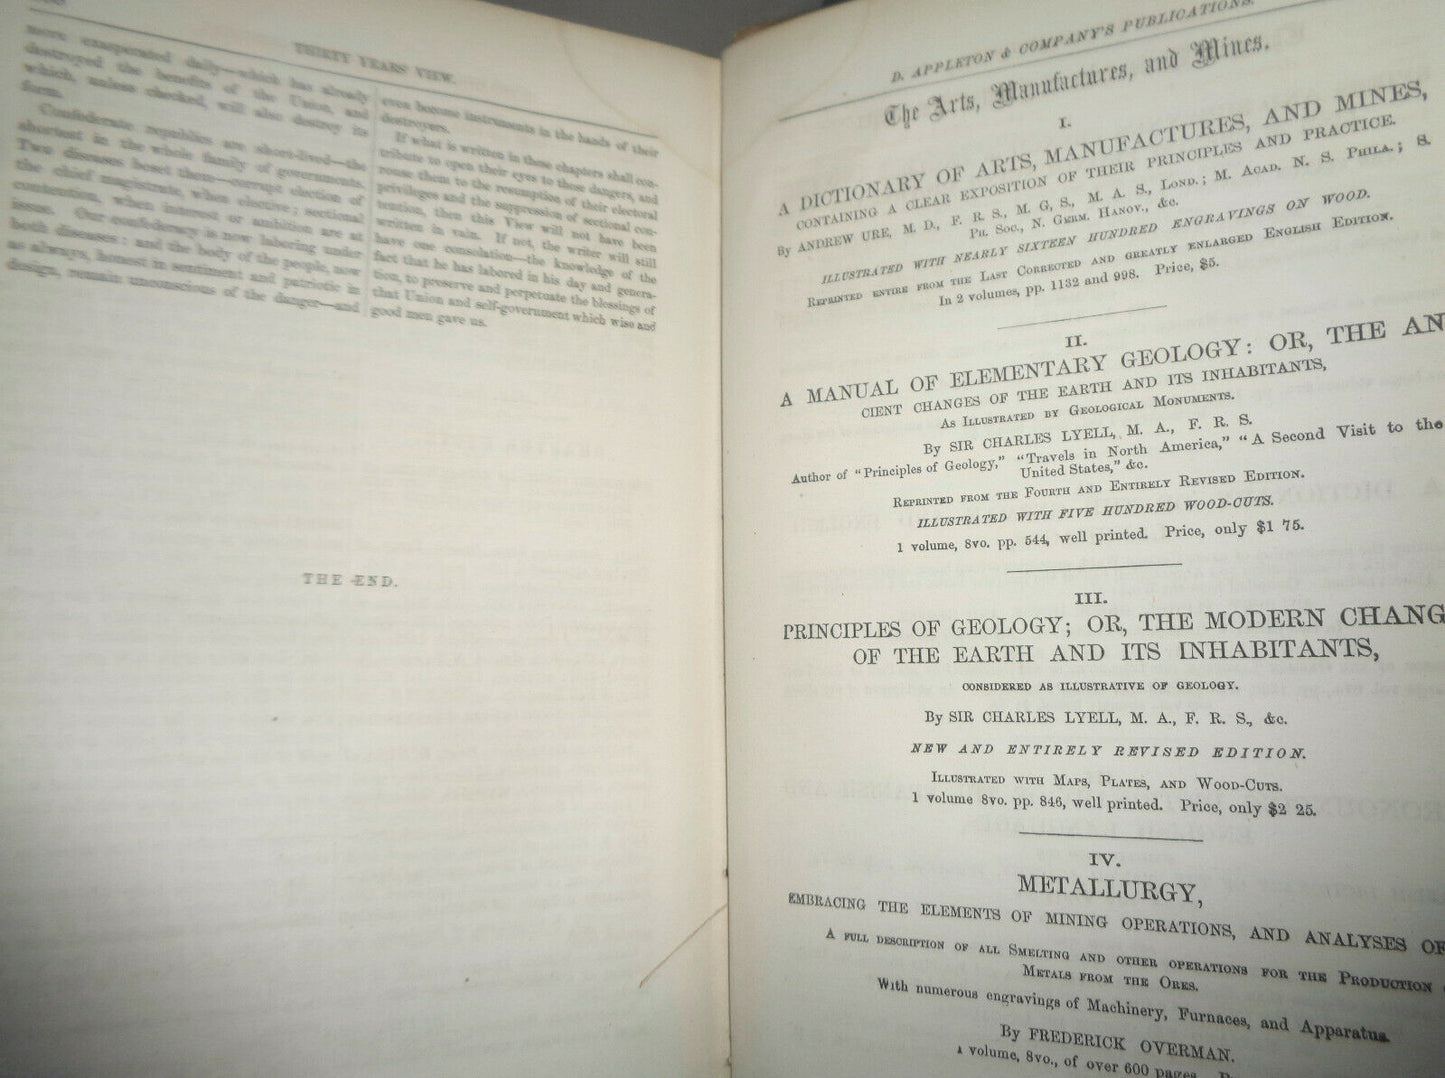 THIRTY YEARS VIEW.
more exasperated daily—which has already
destroyed the benefits of the Union, and
which, unless checked, will also destroy its
form.
Confederate republics are short-lived—the
shortest in the whole family of governments.
Two diseases beset them—corrupt election of
the chief magistrate, when elective; sectional
contention, when interest or ambition are at
issue. Our confederacy is now laboring under
both diseases: and the body of the people, now
as always, honest in sentiment and patriotic in
design, remain unconscious of the danger—and
even become instruments in the hands of their
destroyers.
If what is written in these chapters shall con-
tribute to open their eyes to these dangers, and
rouse them to the resumption of their electoral
privileges and the suppression of sectional con-
tention, then this View will not have been
written in vain. If not, the writer will still
have one consolation—the knowledge of the
fact that he has labored in his day and genera-
tion, to preserve and perpetuate the blessings of
that Union and self-government which wise and
good men gave us.
THE END.
D. APPLETON & COMPANY'S PUBLICATIONS.
The Arts, Manufactures, and Mines.
I.
A DICTIONARY OF ARTS, MANUFACTURES, AND MINES,
CONTAINING A CLEAR EXPOSITION OF THEIR PRINCIPLES AND PRACTICE.
By ANDREW URE, M. D., F. R. S., M. G. S., M. A. S., Lond.; M. Acad. N. S. Phila.; S.
Ph. Soc., N. Germ. Hanov., &c.
ILLUSTRATED WITH NEARLY SIXTEEN HUNDRED ENGRAVINGS ON WOOD.
Reprinted entire from the Last Corrected and greatly enlarged English Edition.
In 2 volumes, pp. 1132 and 998. Price, $5.
II.
A MANUAL OF ELEMENTARY GEOLOGY: OR, THE AN
CIENT CHANGES OF THE EARTH AND ITS INHABITANTS,
As Illustrated by Geological Monuments.
By SIR CHARLES LYELL, M. A., F. R. S.
Author of "Principles of Geology," "Travels in North America," "A Second Visit to the
United States," &c.
Reprinted from the Fourth and Entirely Revised Edition.
ILLUSTRATED WITH FIVE HUNDRED WOOD-CUTS.
1 volume, 8vo. pp. 544, well printed. Price, only $1 75.
III.
PRINCIPLES OF GEOLOGY; OR, THE MODERN CHANG
OF THE EARTH AND ITS INHABITANTS,
CONSIDERED AS ILLUSTRATIVE OF GEOLOGY.
By SIR CHARLES LYELL, M. A., F. R. S., &c.
NEW AND ENTIRELY REVISED EDITION.
Illustrated with Maps, Plates, and Wood-Cuts.
1 volume 8vo. pp. 846, well printed. Price, only $2 25.
IV.
METALLURGY,
EMBRACING THE ELEMENTS OF MINING OPERATIONS, AND ANALYSES OF
A full description of all Smelting and other operations for the Production
Metals from the Ores.
With numerous engravings of Machinery, Furnaces, and Apparatus.
By FREDERICK OVERMAN.
1 volume, 8vo., of over 600 pages.